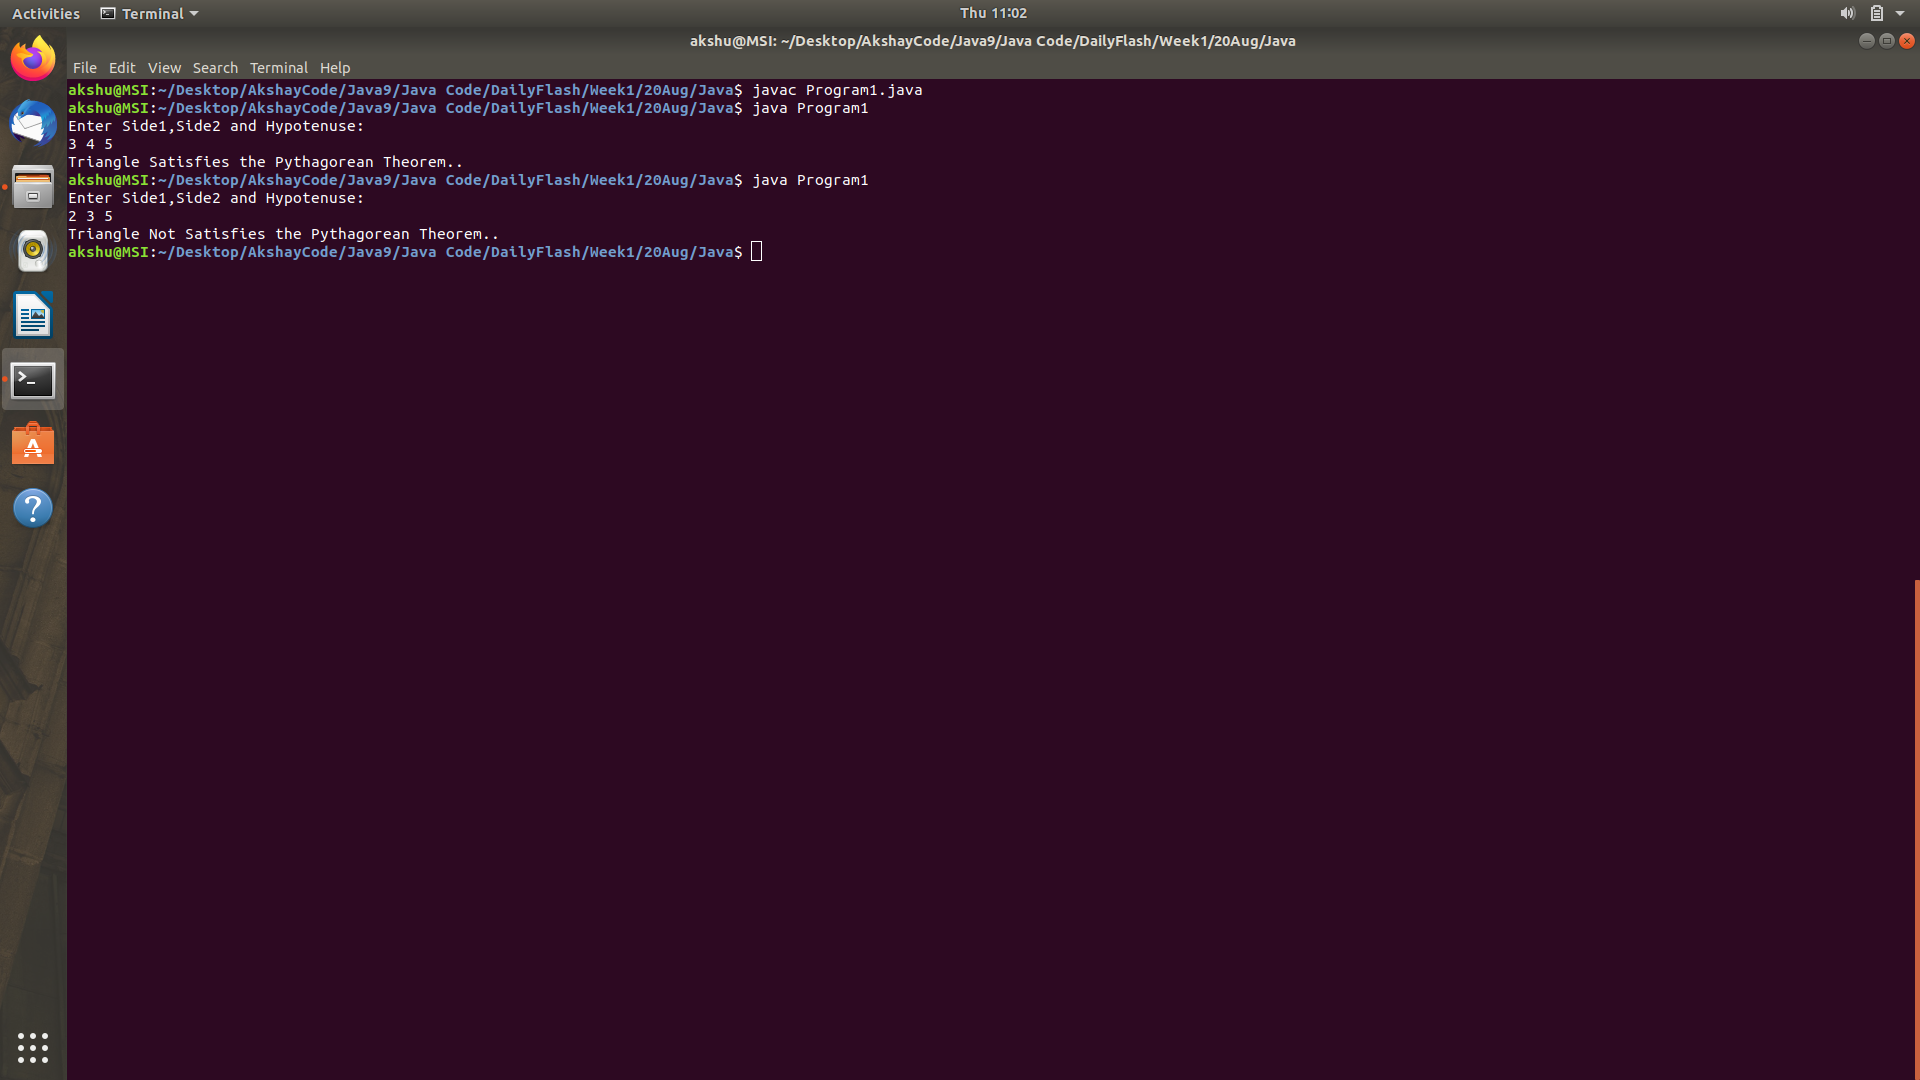 Activities Terminal Thu 11:02
akshu@MSI: ~/Desktop/AkshayCode/Java9/Java Code/DailyFlash/Week1/20Aug/Java
File Edit View Search Terminal Help
akshu@MSI:~/Desktop/AkshayCode/Java9/Java Code/DailyFlash/Week1/20Aug/Java$ javac Program1.java
akshu@MSI:~/Desktop/AkshayCode/Java9/Java Code/DailyFlash/Week1/20Aug/Java$ java Program1
Enter Side1,Side2 and Hypotenuse:
3 4 5
Triangle Satisfies the Pythagorean Theorem..
akshu@MSI:~/Desktop/AkshayCode/Java9/Java Code/DailyFlash/Week1/20Aug/Java$ java Program1
Enter Side1,Side2 and Hypotenuse:
2 3 5
Triangle Not Satisfies the Pythagorean Theorem..
akshu@MSI:~/Desktop/AkshayCode/Java9/Java Code/DailyFlash/Week1/20Aug/Java$